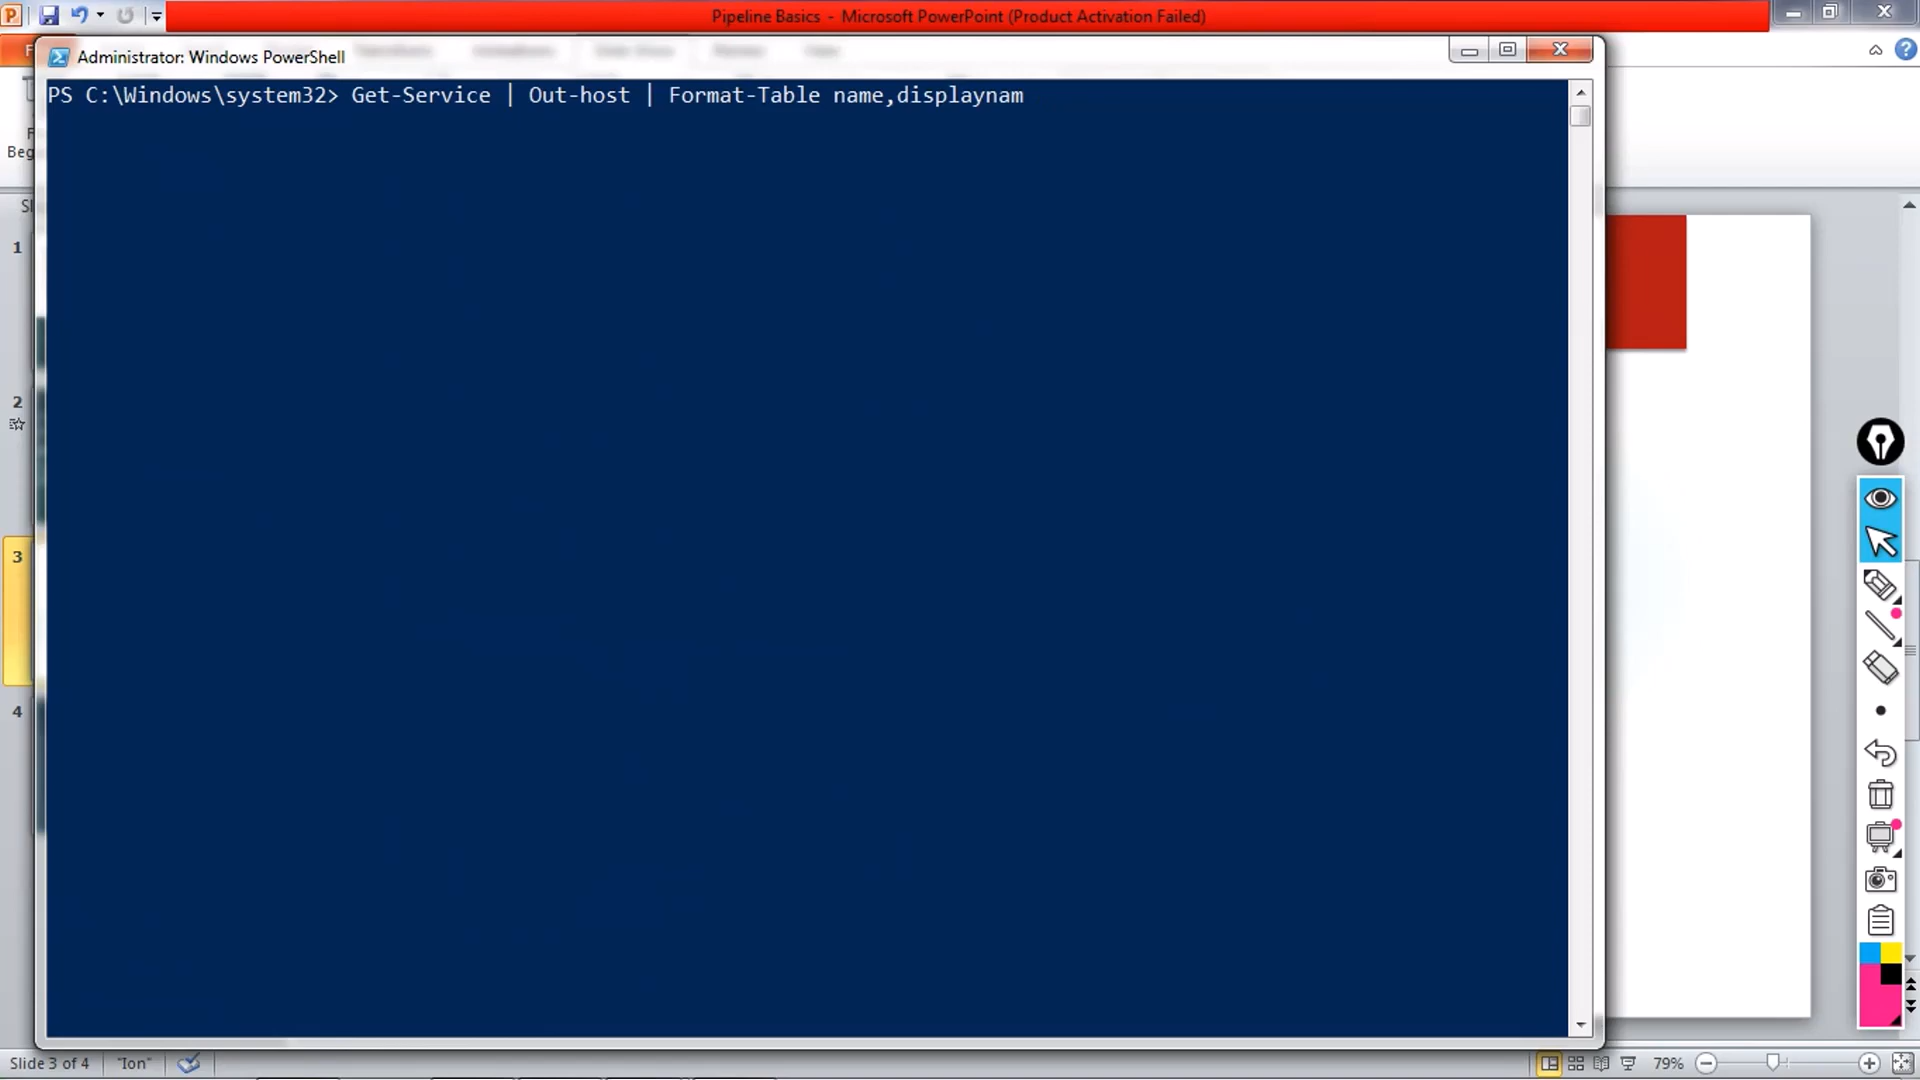 Pipeline Basics - Microsoft PowerPoint (Product Activation Failed)
Administrator: Windows PowerShell
PS C:\Windows\system32> Get-Service | Out-host | Format-Table name,displaynam
Beg
Sl
1
2
3
4
Slide 3 of 4
"Ion"
79%